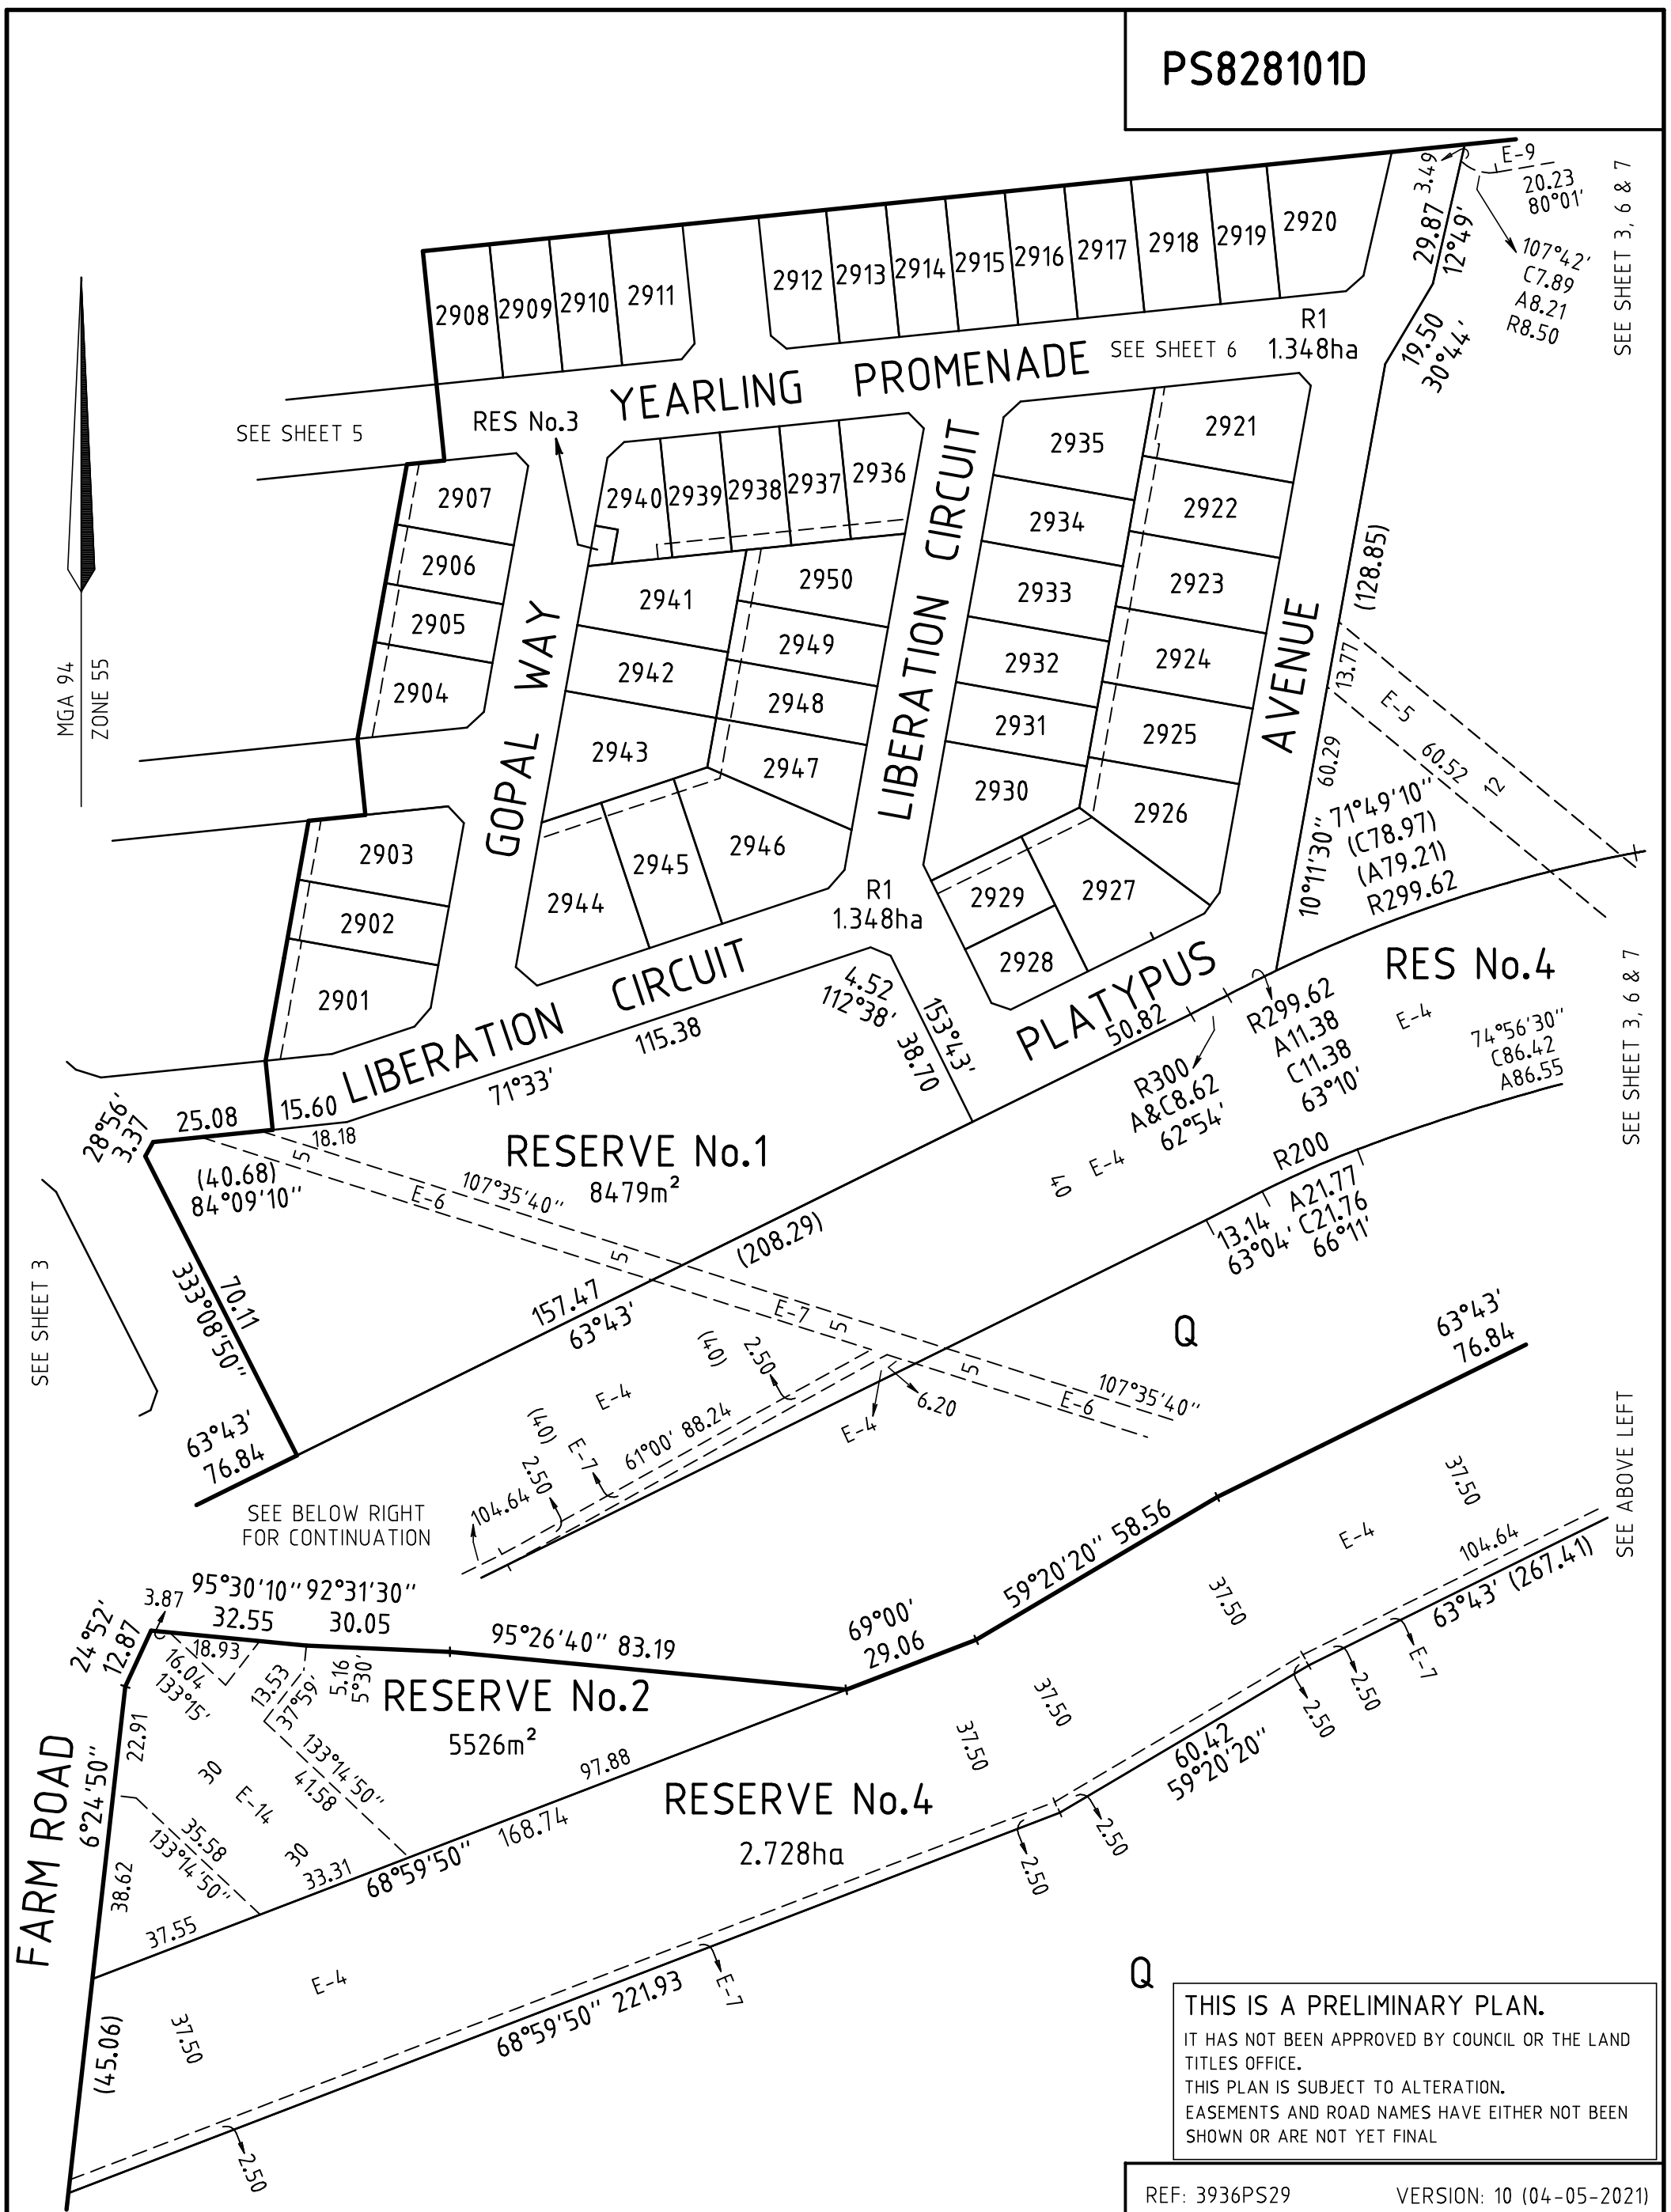 PS828101D
E-9
20.23
80°01'
3.49
29.87
12°49'
107°42'
C7.89
A8.21
R8.50
SEE SHEET 3, 6 & 7
19.50
30°44'
2908
2909
2910
2911
2912
2913
2914
2915
2916
2917
2918
2919
2920
R1
1.348ha
SEE SHEET 6
YEARLING PROMENADE
SEE SHEET 5
RES No.3
MGA 94
ZONE 55
2907
2906
2905
2904
2903
2902
2901
GOPAL WAY
2940
2939
2938
2937
2936
2941
2942
2943
2944
2945
2946
2947
2948
2949
2950
LIBERATION CIRCUIT
LIBERATION CIRCUIT
2935
2934
2933
2932
2931
2930
2929
2928
2927
2921
2922
2923
2924
2925
2926
R1
1.348ha
PLATYPUS
AVENUE
(128.85)
13.77
60.29
10°11'30"
E-5
60.52
12
71°49'10"
(C78.97)
(A79.21)
R299.62
RES No.4
E-4
SEE SHEET 3, 6 & 7
74°56'30"
C86.42
A86.55
R299.62
A11.38
C11.38
63°10'
50.82
R300
A&C8.62
62°54'
40
E-4
R200
A21.77
C21.76
66°11'
13.14
63°04'
4.52
112°38'
153°43'
38.70
115.38
71°33'
28°56'
3.37
25.08
15.60
18.18
5
(40.68)
84°09'10"
E-6
107°35'40"
RESERVE No.1
8479m²
5
(208.29)
157.47
63°43'
E-7
5
SEE SHEET 3
70.11
333°08'50"
63°43'
76.84
(40)
2.50
E-4
(40)
E-7
2.50
61°00' 88.24
104.64
E-4
6.20
5
E-6
107°35'40"
Q
63°43'
76.84
SEE ABOVE LEFT
SEE BELOW RIGHT
FOR CONTINUATION
24°52'
12.87
3.87
95°30'10"
32.55
92°31'30"
30.05
95°26'40" 83.19
69°00'
29.06
59°20'20" 58.56
37.50
E-4
37.50
104.64
63°43' (267.41)
E-7
2.50
2.50
18.93
16.04
133°15'
13.53
37°59'
5.16
5°30'
RESERVE No.2
5526m²
FARM ROAD
6°24'50"
22.91
38.62
30
E-14
30
133°14'50"
41.58
35.58
133°14'50"
33.31
37.55
97.88
168.74
68°59'50"
RESERVE No.4
2.728ha
37.50
37.50
60.42
59°20'20"
2.50
2.50
E-4
37.50
(45.06)
68°59'50" 221.93
E-7
2.50
Q
THIS IS A PRELIMINARY PLAN.
IT HAS NOT BEEN APPROVED BY COUNCIL OR THE LAND
TITLES OFFICE.
THIS PLAN IS SUBJECT TO ALTERATION.
EASEMENTS AND ROAD NAMES HAVE EITHER NOT BEEN
SHOWN OR ARE NOT YET FINAL
REF: 3936PS29
VERSION: 10 (04-05-2021)